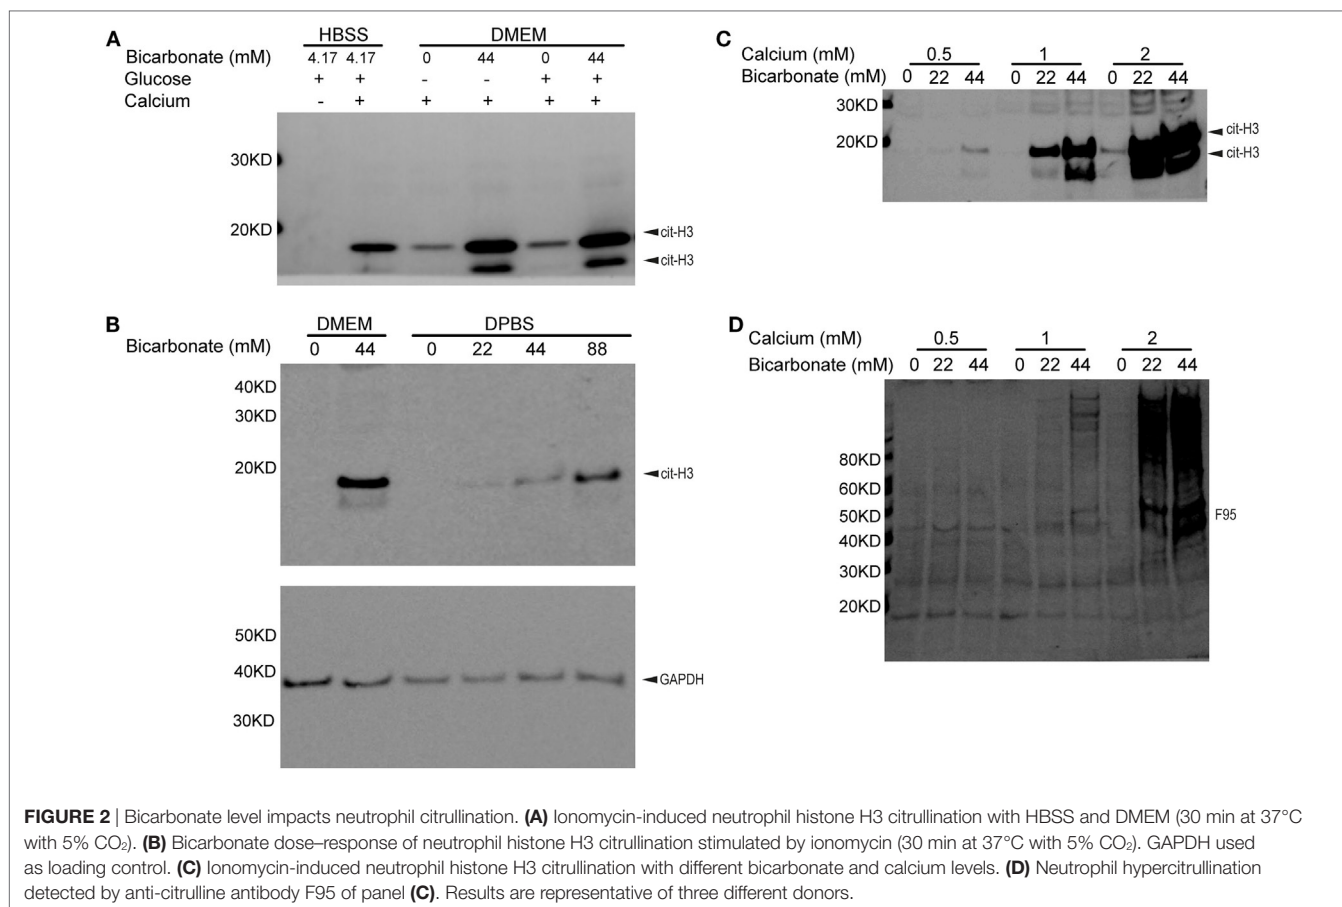 A
HBSS DMEM
Bicarbonate (mM) 4.17 4.17 0 44 0 44
Glucose + + - - + +
Calcium - + + + + +
30KD
20KD
cit-H3
cit-H3
B
DMEM DPBS
Bicarbonate (mM) 0 44 0 22 44 88
40KD
30KD
20KD
cit-H3
50KD
40KD
30KD
GAPDH
C
Calcium (mM) 0.5 1 2
Bicarbonate (mM) 0 22 44 0 22 44 0 22 44
30KD
20KD
cit-H3
cit-H3
D
Calcium (mM) 0.5 1 2
Bicarbonate (mM) 0 22 44 0 22 44 0 22 44
80KD
60KD
50KD
40KD
30KD
20KD
F95
FIGURE 2 | Bicarbonate level impacts neutrophil citrullination. (A) Ionomycin-induced neutrophil histone H3 citrullination with HBSS and DMEM (30 min at 37°C
with 5% CO₂). (B) Bicarbonate dose–response of neutrophil histone H3 citrullination stimulated by ionomycin (30 min at 37°C with 5% CO₂). GAPDH used
as loading control. (C) Ionomycin-induced neutrophil histone H3 citrullination with different bicarbonate and calcium levels. (D) Neutrophil hypercitrullination
detected by anti-citrulline antibody F95 of panel (C). Results are representative of three different donors.